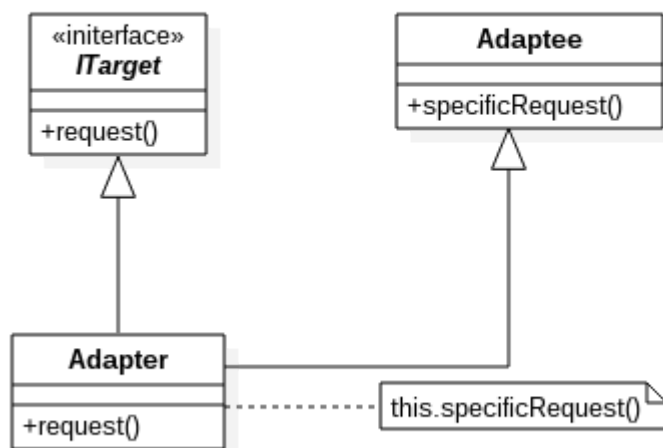 «initerface»
ITarget
+request()
Adaptee
+specificRequest()
Adapter
+request()
this.specificRequest()